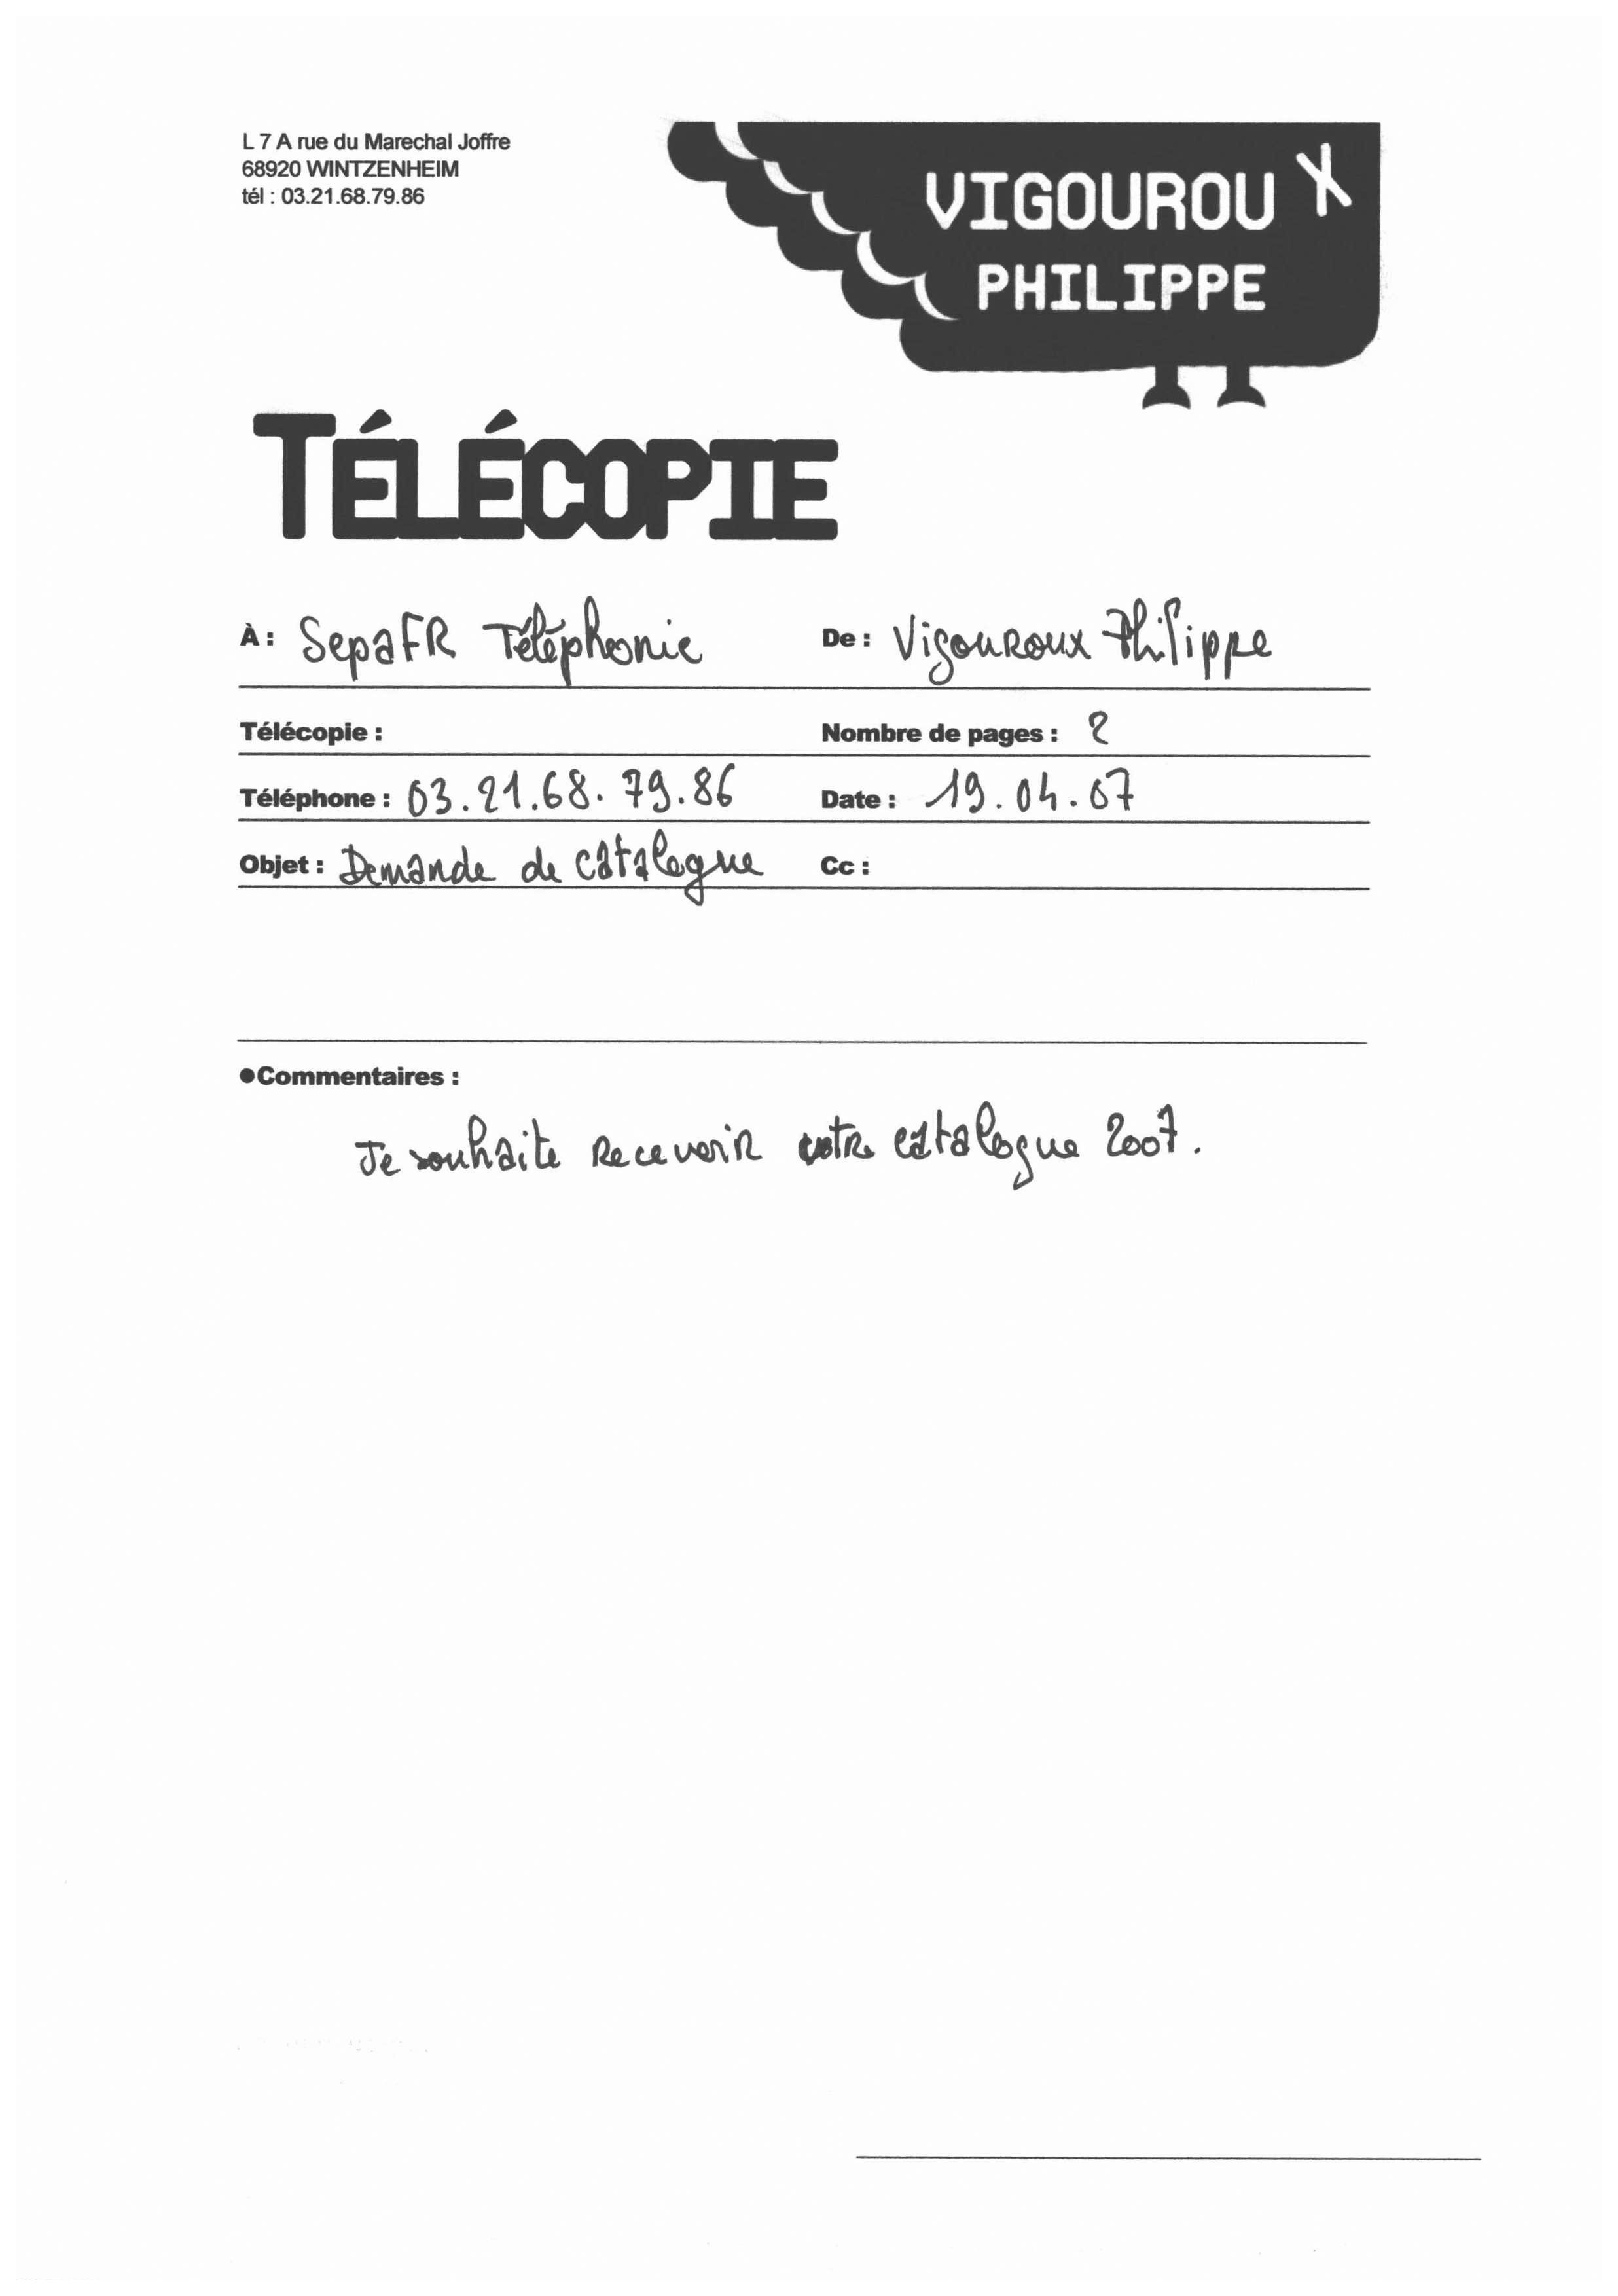 L 7 A rue du Marechal Joffre
68920 WINTZENHEIM
tél : 03.21.68.79.86
VIGOUROUX
PHILIPPE
TÉLÉCOPIE
À : SepaFR Téléphonie De : Vigouroux Philippe
Télécopie : Nombre de pages : 2
Téléphone : 03.21.68.79.86 Date : 19.04.07
Objet : Demande de catalogue Cc :
●Commentaires :
Je souhaite recevoir votre catalogue 2007.